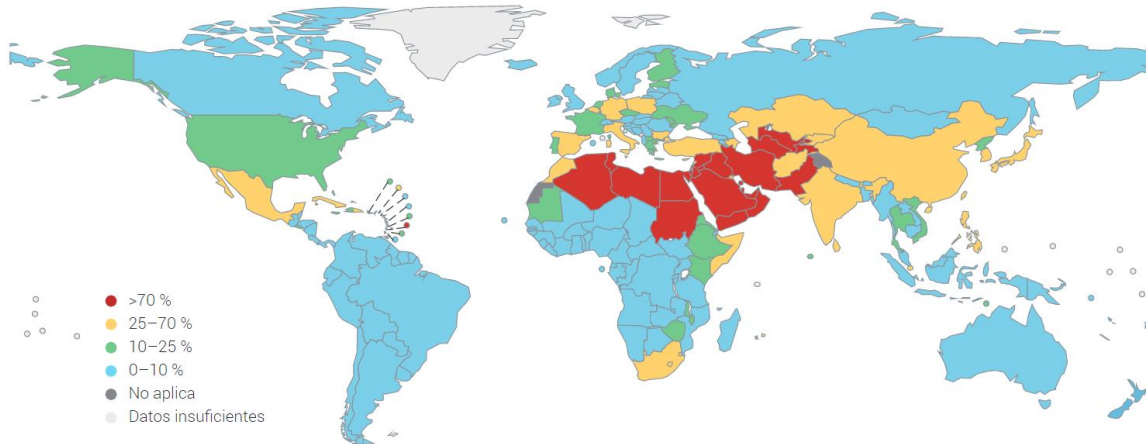 >70 %
25–70 %
10–25 %
0–10 %
No aplica
Datos insuficientes